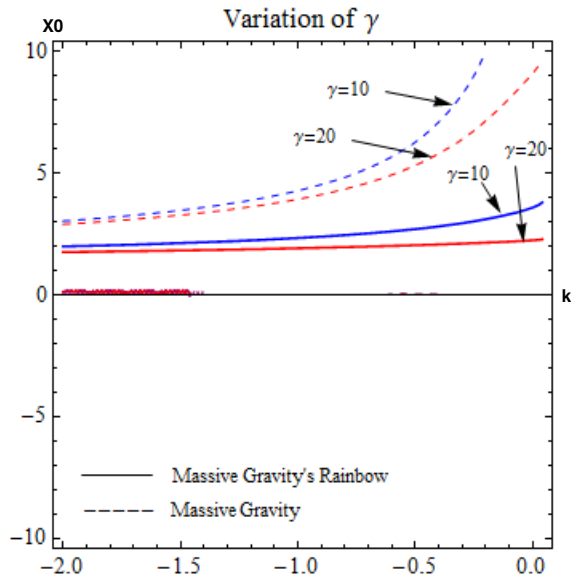 Variation of γ
X0
10
γ=10
γ=20
γ=20
5
γ=10
0
k
−5
Massive Gravity's Rainbow
Massive Gravity
−10
−2.0 −1.5 −1.0 −0.5 0.0